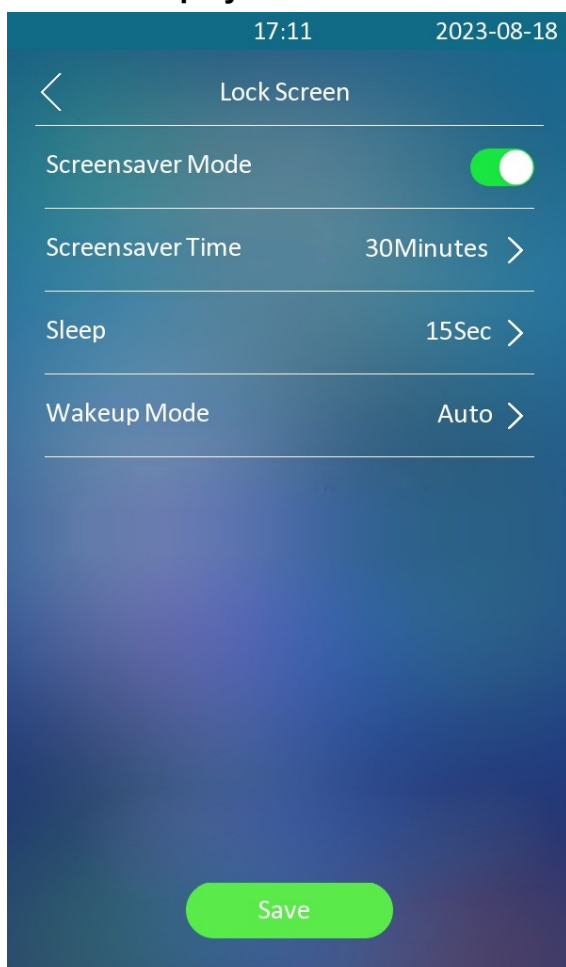 17:11 2023-08-18
Lock Screen
Screensaver Mode
Screensaver Time 30Minutes
Sleep 15Sec
Wakeup Mode Auto
Save